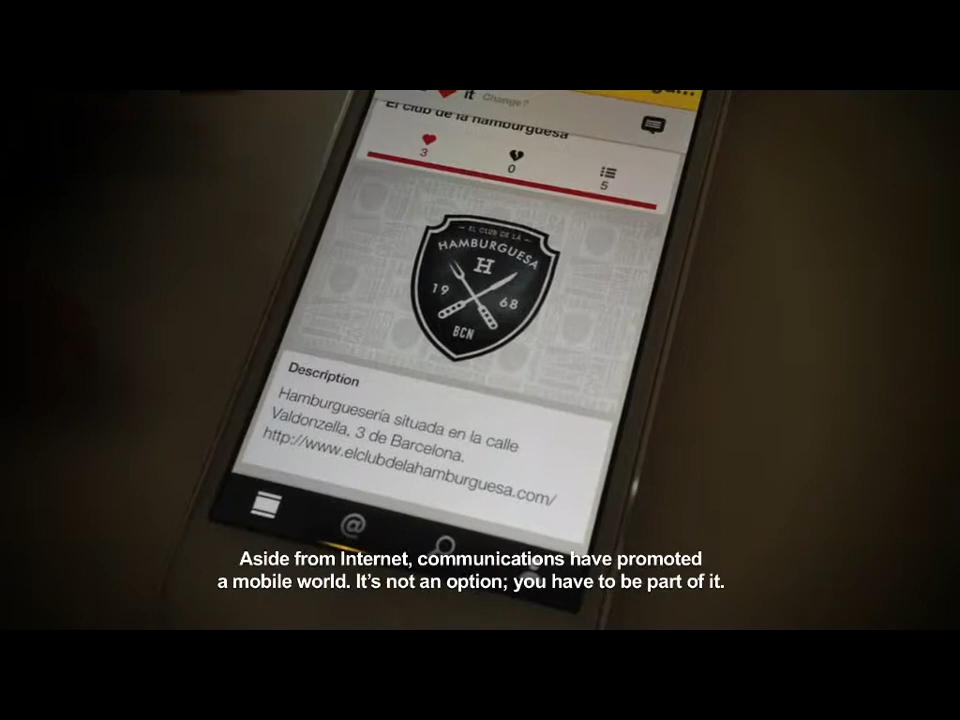 it Change?
El club de la hamburguesa
3
0
5
EL CLUB DE LA
HAMBURGUESA
H
19 68
BCN
Description
Hamburguesería situada en la calle
Valdonzella, 3 de Barcelona.
http://www.elclubdelahamburguesa.com/
@
Aside from Internet, communications have promoted
a mobile world. It's not an option; you have to be part of it.